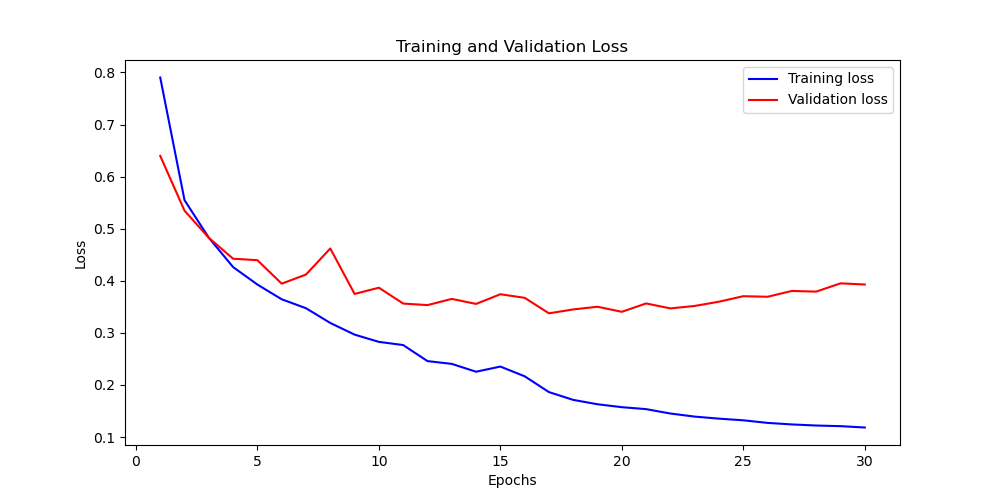 Training and Validation Loss
Training loss
Validation loss
0.8
0.7
0.6
0.5
0.4
0.3
0.2
0.1
Loss
0 5 10 15 20 25 30
Epochs